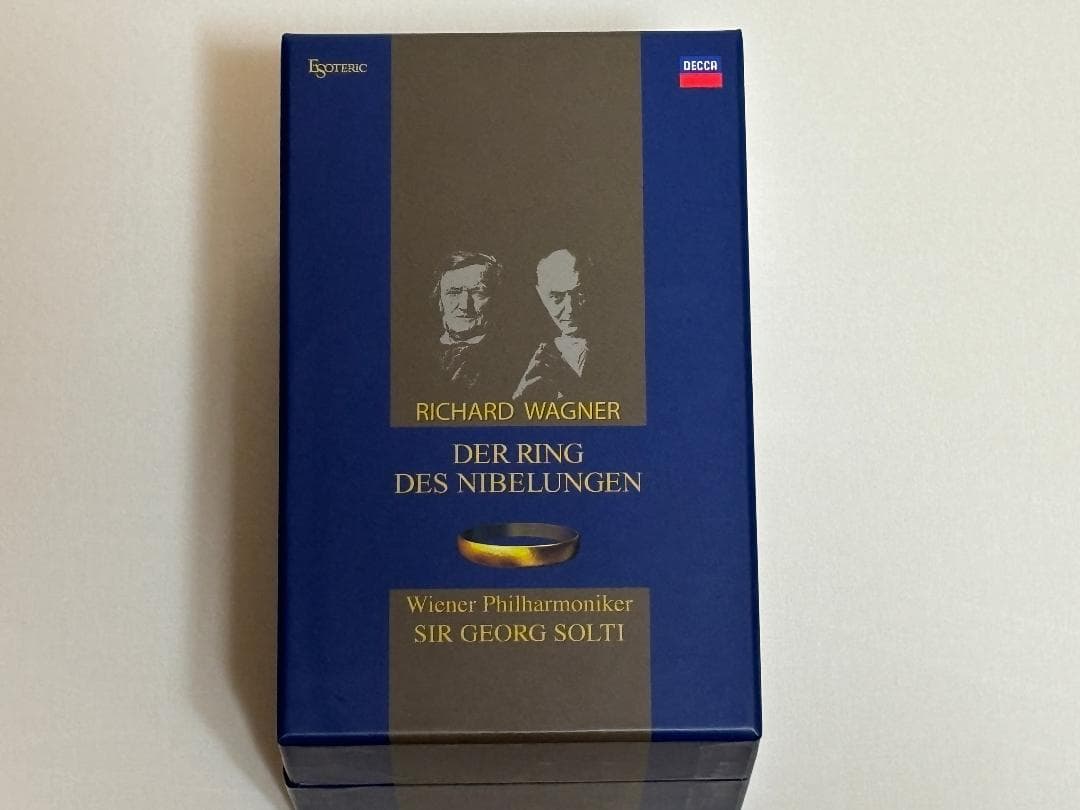 ESOTERIC
DECCA
RICHARD WAGNER
DER RING
DES NIBELUNGEN
Wiener Philharmoniker
SIR GEORG SOLTI